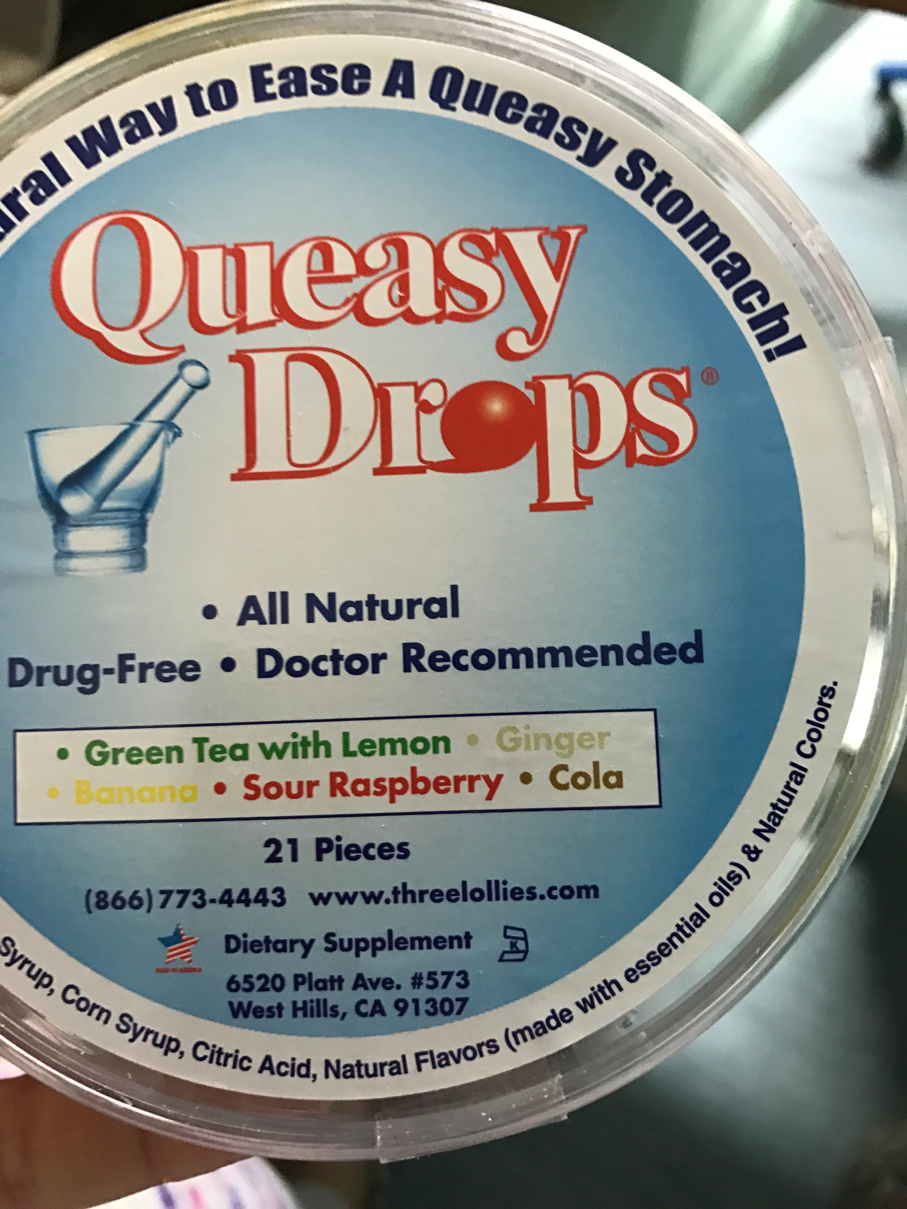 Way to Ease A Queasy Stomach!
Queasy
Drops®
• All Natural
Drug-Free • Doctor Recommended
• Green Tea with Lemon • Ginger
• Banana • Sour Raspberry • Cola
21 Pieces
(866) 773-4443 www.threelollies.com
Dietary Supplement K
6520 Platt Ave. #573
West Hills, CA 91307
Syrup, Corn Syrup, Citric Acid, Natural Flavors (made with essential oils) & Natural Colors.